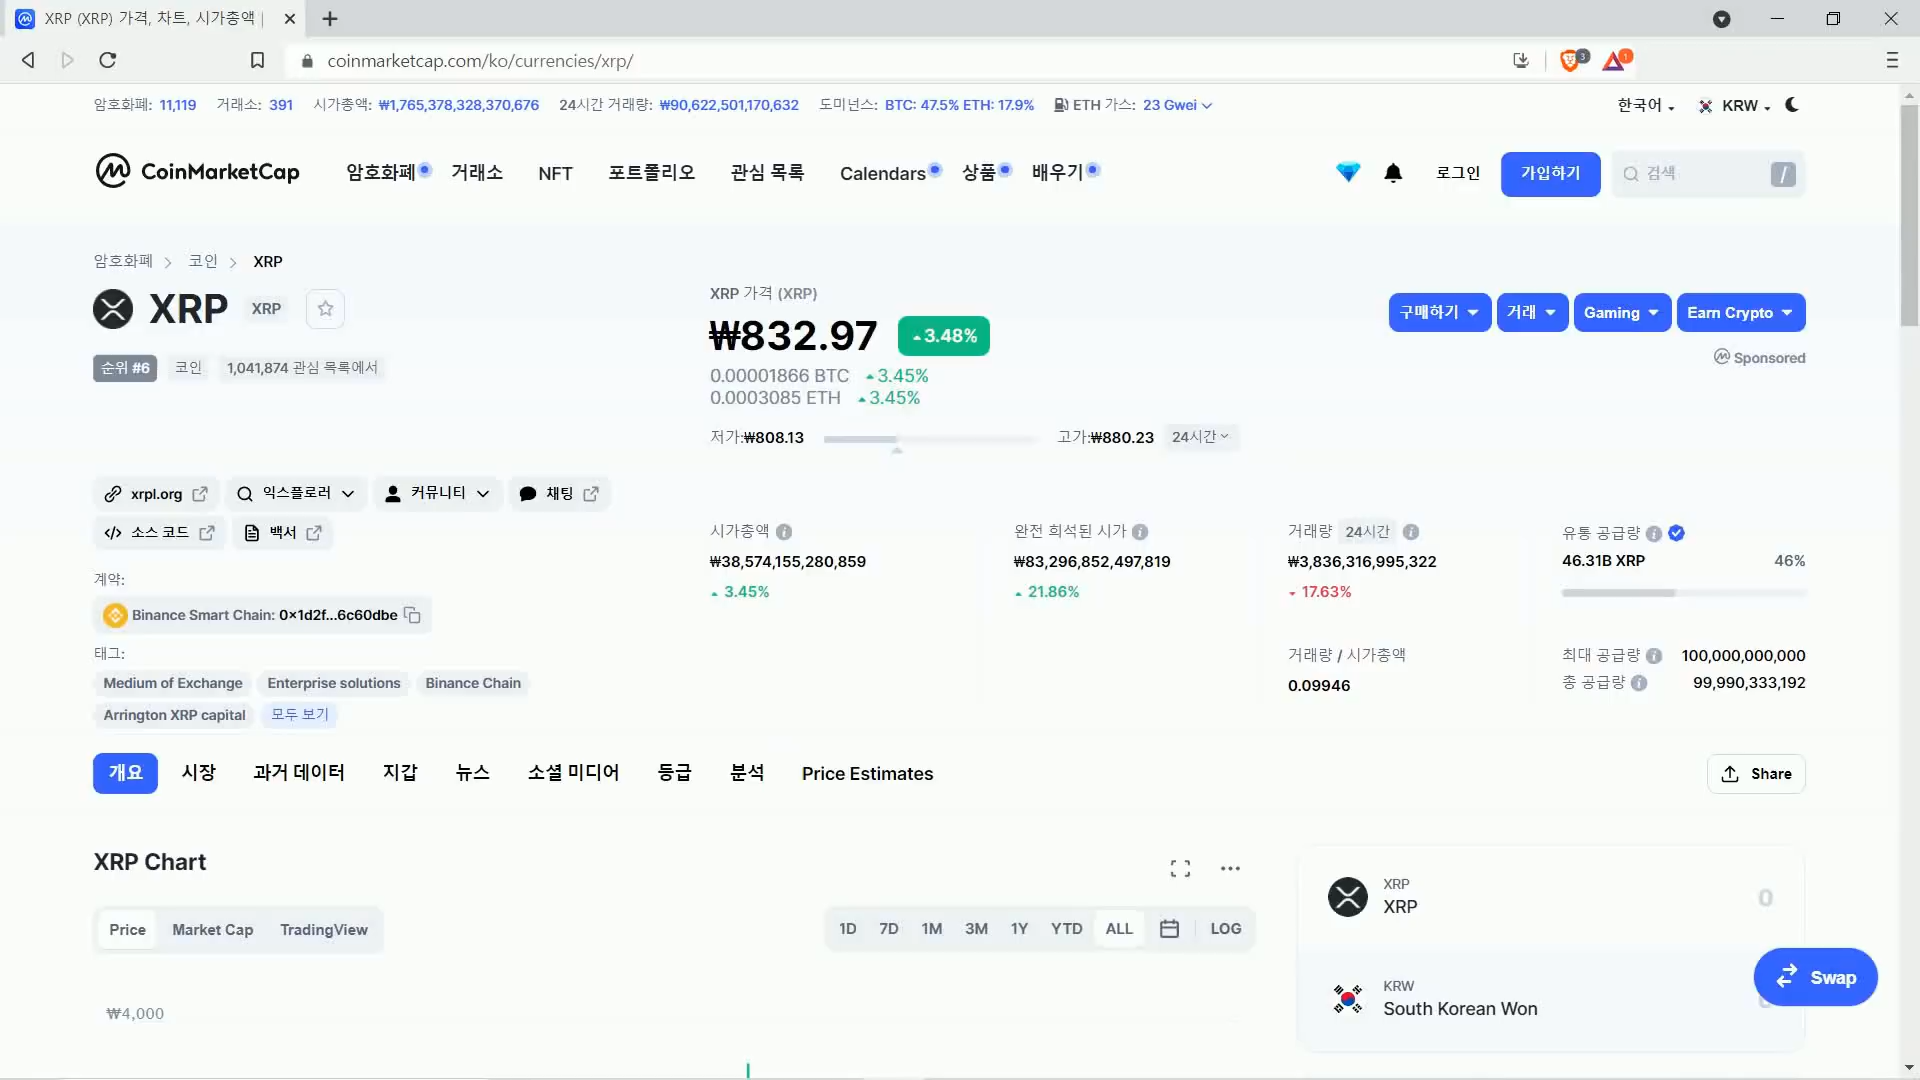 XRP (XRP) 가격, 차트, 시가총액 |
coinmarketcap.com/ko/currencies/xrp/
3
1
암호화폐: 11,119 거래소: 391 시가총액: ₩1,765,378,328,370,676 24시간 거래량: ₩90,622,501,170,632 도미넌스: BTC: 47.5% ETH: 17.9% ETH 가스: 23 Gwei
한국어 KRW
CoinMarketCap 암호화폐 거래소 NFT 포트폴리오 관심 목록 Calendars 상품 배우기 로그인 가입하기 검색 /
암호화폐 > 코인 > XRP
XRP XRP
순위 #6 코인 1,041,874 관심 목록에서
XRP 가격 (XRP)
₩832.97 3.48%
0.00001866 BTC 3.45%
0.0003085 ETH 3.45%
저가:₩808.13 고가:₩880.23 24시간
구매하기 거래 Gaming Earn Crypto
Sponsored
xrpl.org 익스플로러 커뮤니티 채팅
소스 코드 백서
계약:
Binance Smart Chain: 0x1d2f...6c60dbe
태그:
Medium of Exchange Enterprise solutions Binance Chain
Arrington XRP capital 모두 보기
시가총액
₩38,574,155,280,859
3.45%
완전 희석된 시가
₩83,296,852,497,819
21.86%
거래량 24시간
₩3,836,316,995,322
17.63%
거래량 / 시가총액
0.09946
유통 공급량
46.31B XRP 46%
최대 공급량 100,000,000,000
총 공급량 99,990,333,192
개요 시장 과거 데이터 지갑 뉴스 소셜 미디어 등급 분석 Price Estimates Share
XRP Chart
Price Market Cap TradingView
1D 7D 1M 3M 1Y YTD ALL LOG
₩4,000
XRP
XRP
0
KRW
South Korean Won
Swap